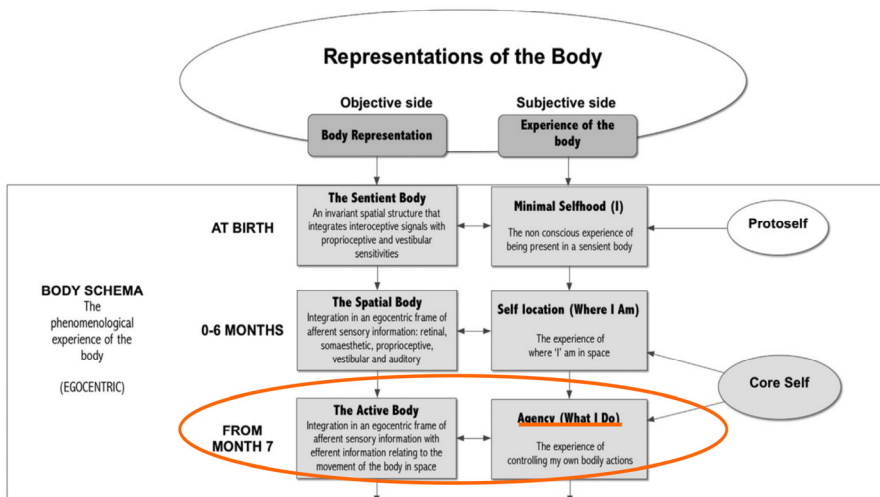 Representations of the Body
Objective side
Subjective side
Body Representation
Experience of the
body
AT BIRTH
The Sentient Body
An invariant spatial structure that
integrates interoceptive signals with
proprioceptive and vestibular
sensitivities
Minimal Selfhood (I)
The non conscious experience of
being present in a sensient body
Protoself
BODY SCHEMA
The
phenomenological
experience of the
body
(EGOCENTRIC)
0-6 MONTHS
The Spatial Body
Integration in an egocentric frame of
afferent sensory information: retinal,
somaesthetic, proprioceptive,
vestibular and auditory
Self location (Where I Am)
The experience of
where 'I' am in space
Core Self
FROM
MONTH 7
The Active Body
Integration in an egocentric frame of
afferent sensory information with
efferent information relating to the
movement of the body in space
Agency (What I Do)
The experience of
controlling my own bodily actions